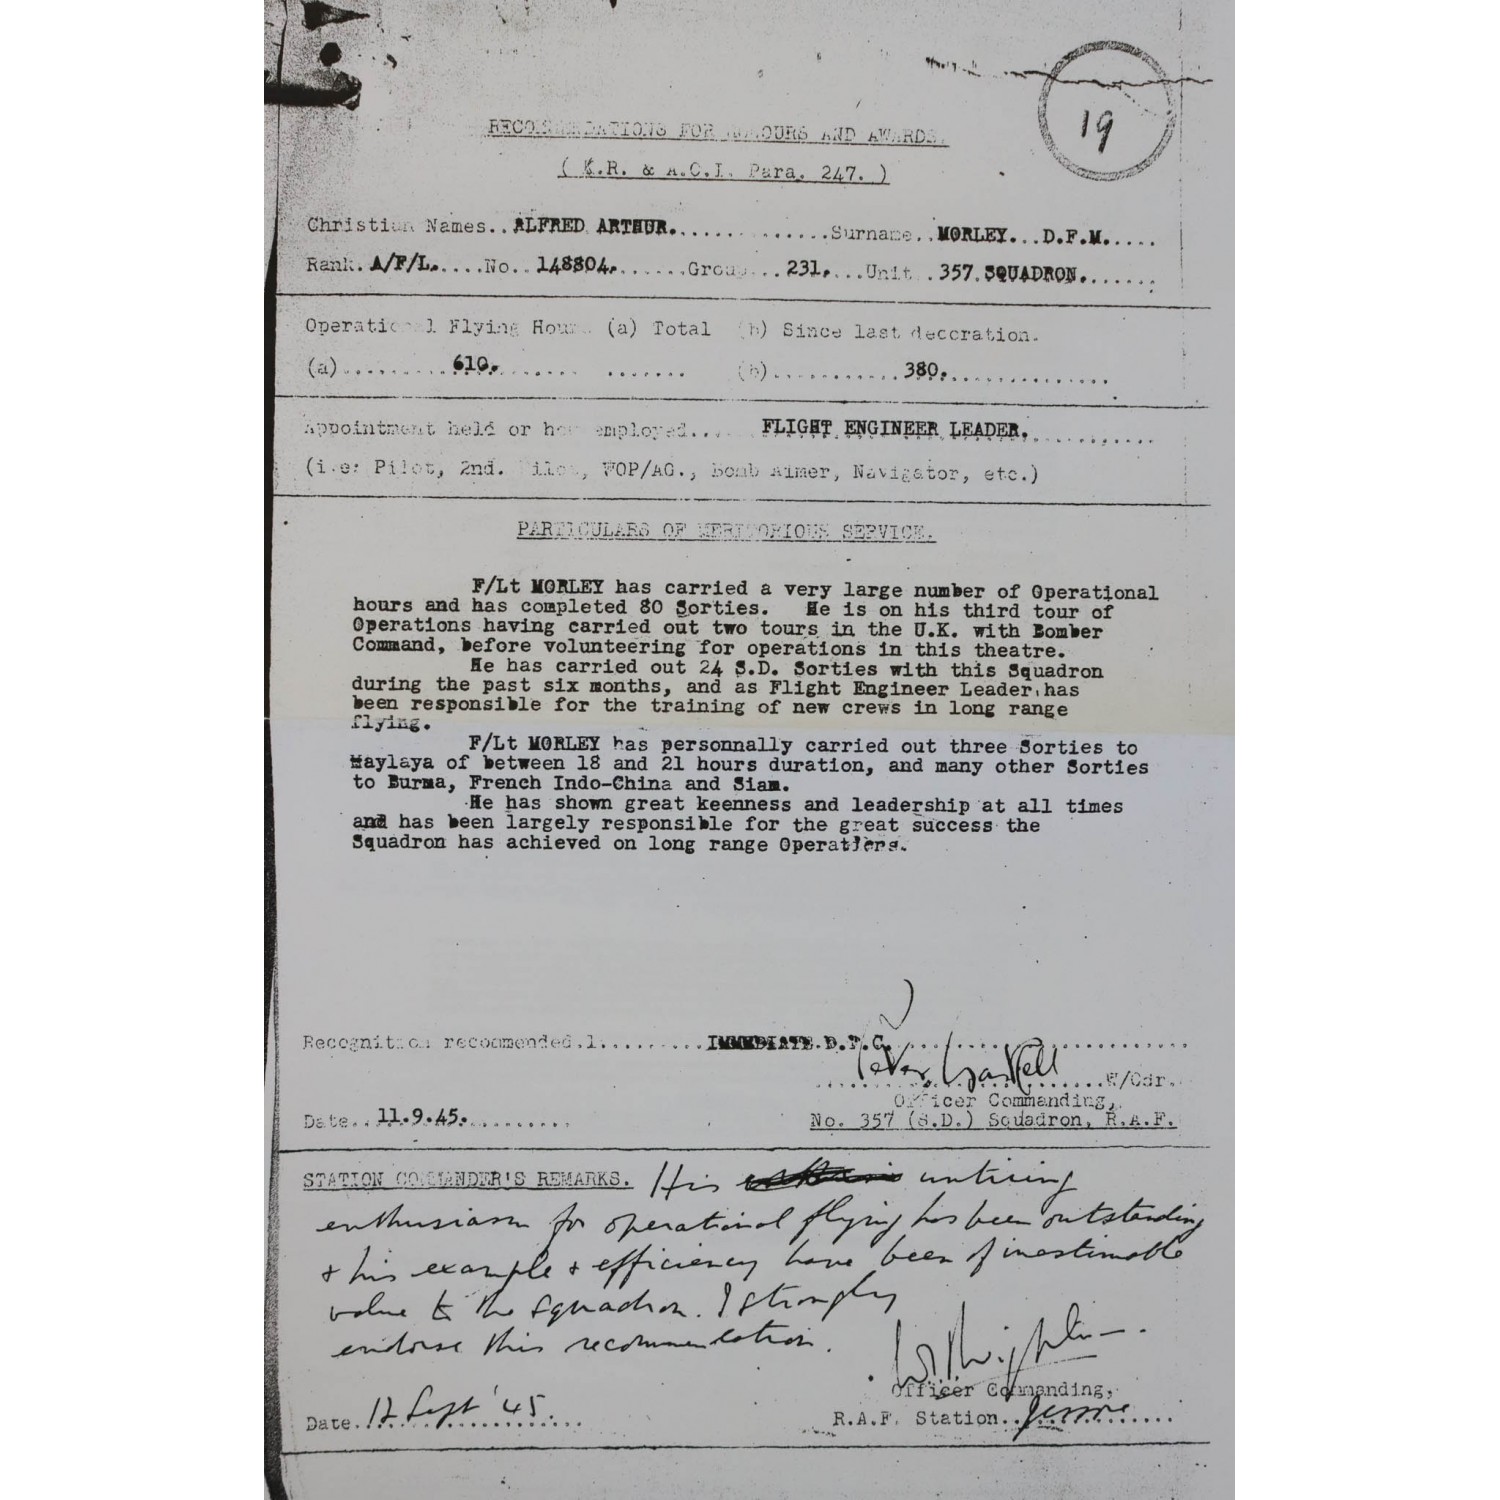 19
RECOMMENDATIONS FOR HONOURS AND AWARDS.
( K.R. & A.C.I. Para. 247. )
Christian Names..ALFRED ARTHUR...............Surname..MORLEY...D.F.M.....
Rank.A/F/L.....No..148804.......Group...231....Unit..357.SQUADRON.......
Operational Flying Hours (a) Total (b) Since last decoration.
(a)..........610........... ....... (b)............380.................
Appointment held or how employed.... FLIGHT ENGINEER LEADER.............
(i.e: Pilot, 2nd. Pilot, WOP/AG., Bomb Aimer, Navigator, etc.)
PARTICULARS OF MERITORIOUS SERVICE.
F/Lt MORLEY has carried a very large number of Operational
hours and has completed 80 Sorties. He is on his third tour of
Operations having carried out two tours in the U.K. with Bomber
Command, before volunteering for operations in this theatre.
He has carried out 24 S.D. Sorties with this Squadron
during the past six months, and as Flight Engineer Leader, has
been responsible for the training of new crews in long range
flying.
F/Lt MORLEY has personnally carried out three Sorties to
Maylaya of between 18 and 21 hours duration, and many other Sorties
to Burma, French Indo-China and Siam.
He has shown great keenness and leadership at all times
and has been largely responsible for the great success the
Squadron has achieved on long range Operations.
Recognition recommended.1..........IMMEDIATE.D.F.C.....................
W/Cdr.
Officer Commanding,
Date...11.9.45........... No. 357 (S.D.) Squadron, R.A.F.
STATION COMMANDER'S REMARKS. His untiring
enthusiasm for operational flying has been outstanding
& his example & efficiency have been of inestimable
value to the squadron. I strongly
endorse this recommendation.
Officer Commanding,
Date.12 Sept '45. R.A.F. Station..Jessore....